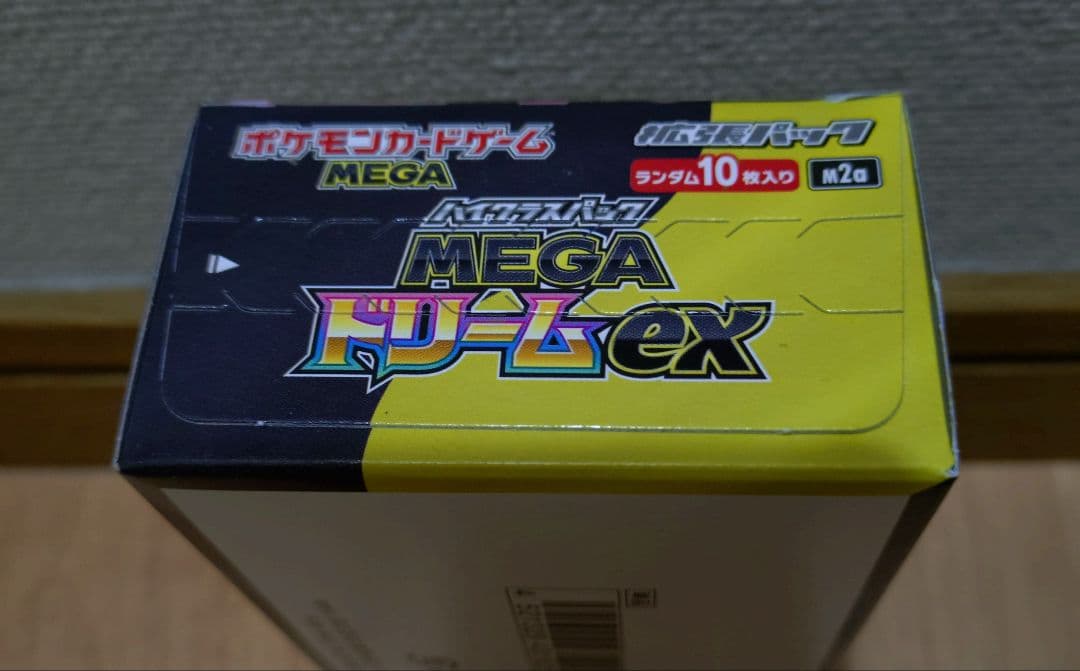 ポケモンカードゲーム
MEGA
拡張パック
ランダム10枚入り
M2a
ハイクラスパック
MEGA
ドリームex